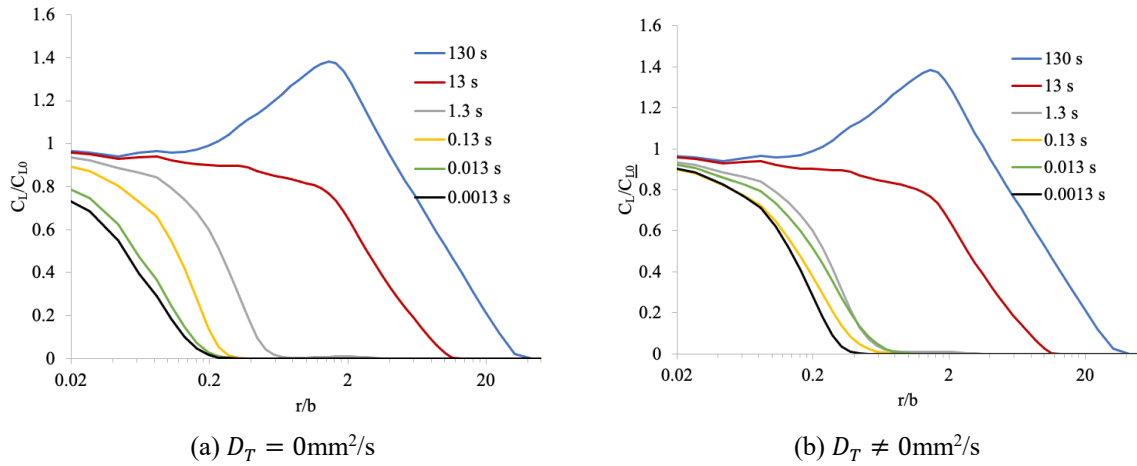 1.6
1.4
1.2
1
0.8
0.6
0.4
0.2
0
C_L/C_L0
0.02
0.2
2
20
r/b
130 s
13 s
1.3 s
0.13 s
0.013 s
0.0013 s
(a) D_T = 0mm²/s
1.6
1.4
1.2
1
0.8
0.6
0.4
0.2
0
C_L/C_L0
0.02
0.2
2
20
r/b
130 s
13 s
1.3 s
0.13 s
0.013 s
0.0013 s
(b) D_T ≠ 0mm²/s